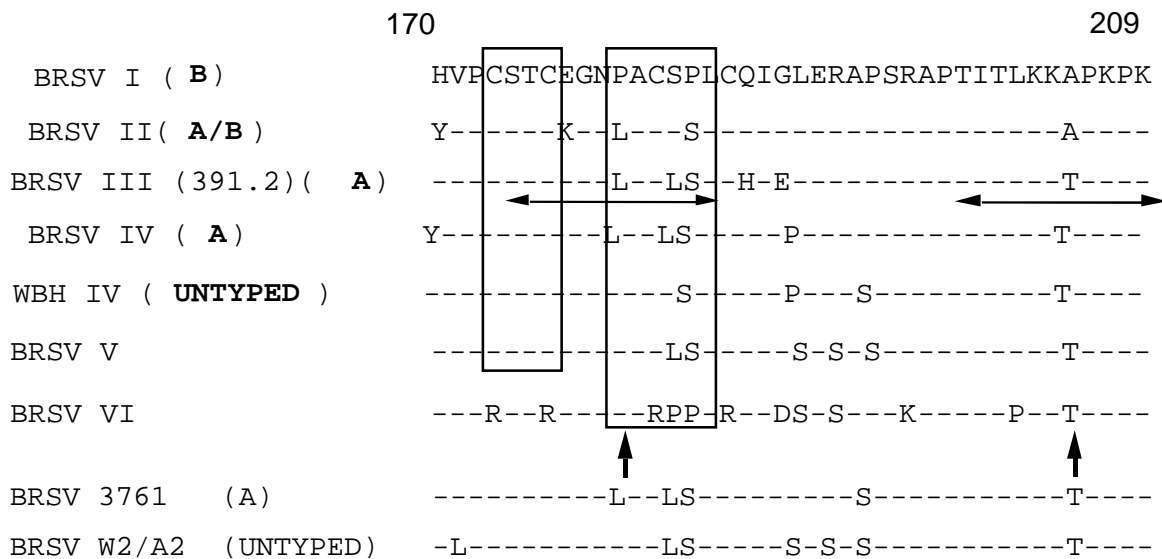 170 209
BRSV I ( B) HVPCSTCEGNPACSPLCQIGLERAPSRAPTITLKKAPKPK
BRSV II( A/B ) Y------K--L---S--------------------A----
BRSV III (391.2)( A) ----------L--LS--H-E---------------T----
BRSV IV ( A) Y---------L--LS-----P--------------T----
WBH IV ( UNTYPED ) --------------S-----P---S----------T----
BRSV V -------------LS-----S-S-S----------T----
BRSV VI ---R--R-----RPP-R--DS-S---K-----P--T----
BRSV 3761 (A) ----------L--LS---------S----------T----
BRSV W2/A2 (UNTYPED) -L-----------LS-----S-S-S----------T----